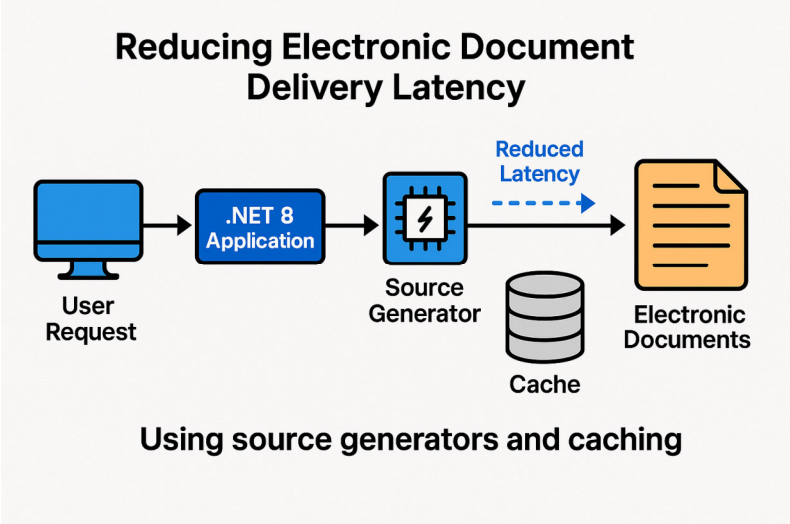 Reducing Electronic Document
Delivery Latency
Reduced
Latency
.NET 8
Application
User
Request
Source
Generator
Cache
Electronic
Documents
Using source generators and caching